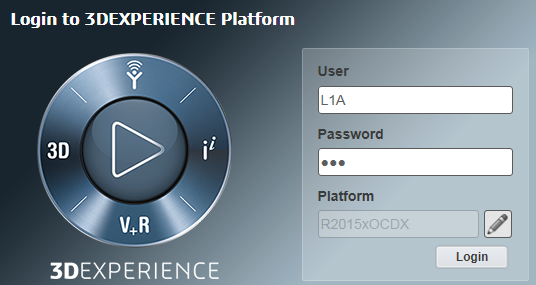 Login to 3DEXPERIENCE Platform
User
L1A
Password
●●●
Platform
R2015xOCDX
Login
3D
i i
V+R
3DEXPERIENCE